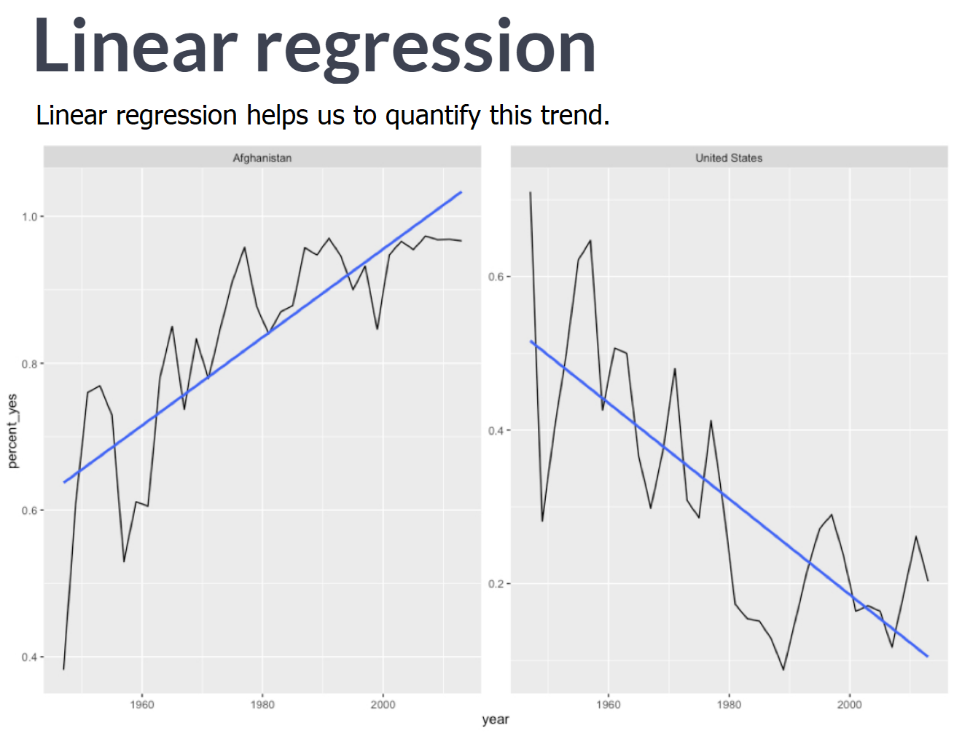 Linear regression
Linear regression helps us to quantify this trend.
Afghanistan
United States
percent_yes
1.0
0.8
0.6
0.4
0.6
0.4
0.2
1960
1980
2000
1960
1980
2000
year